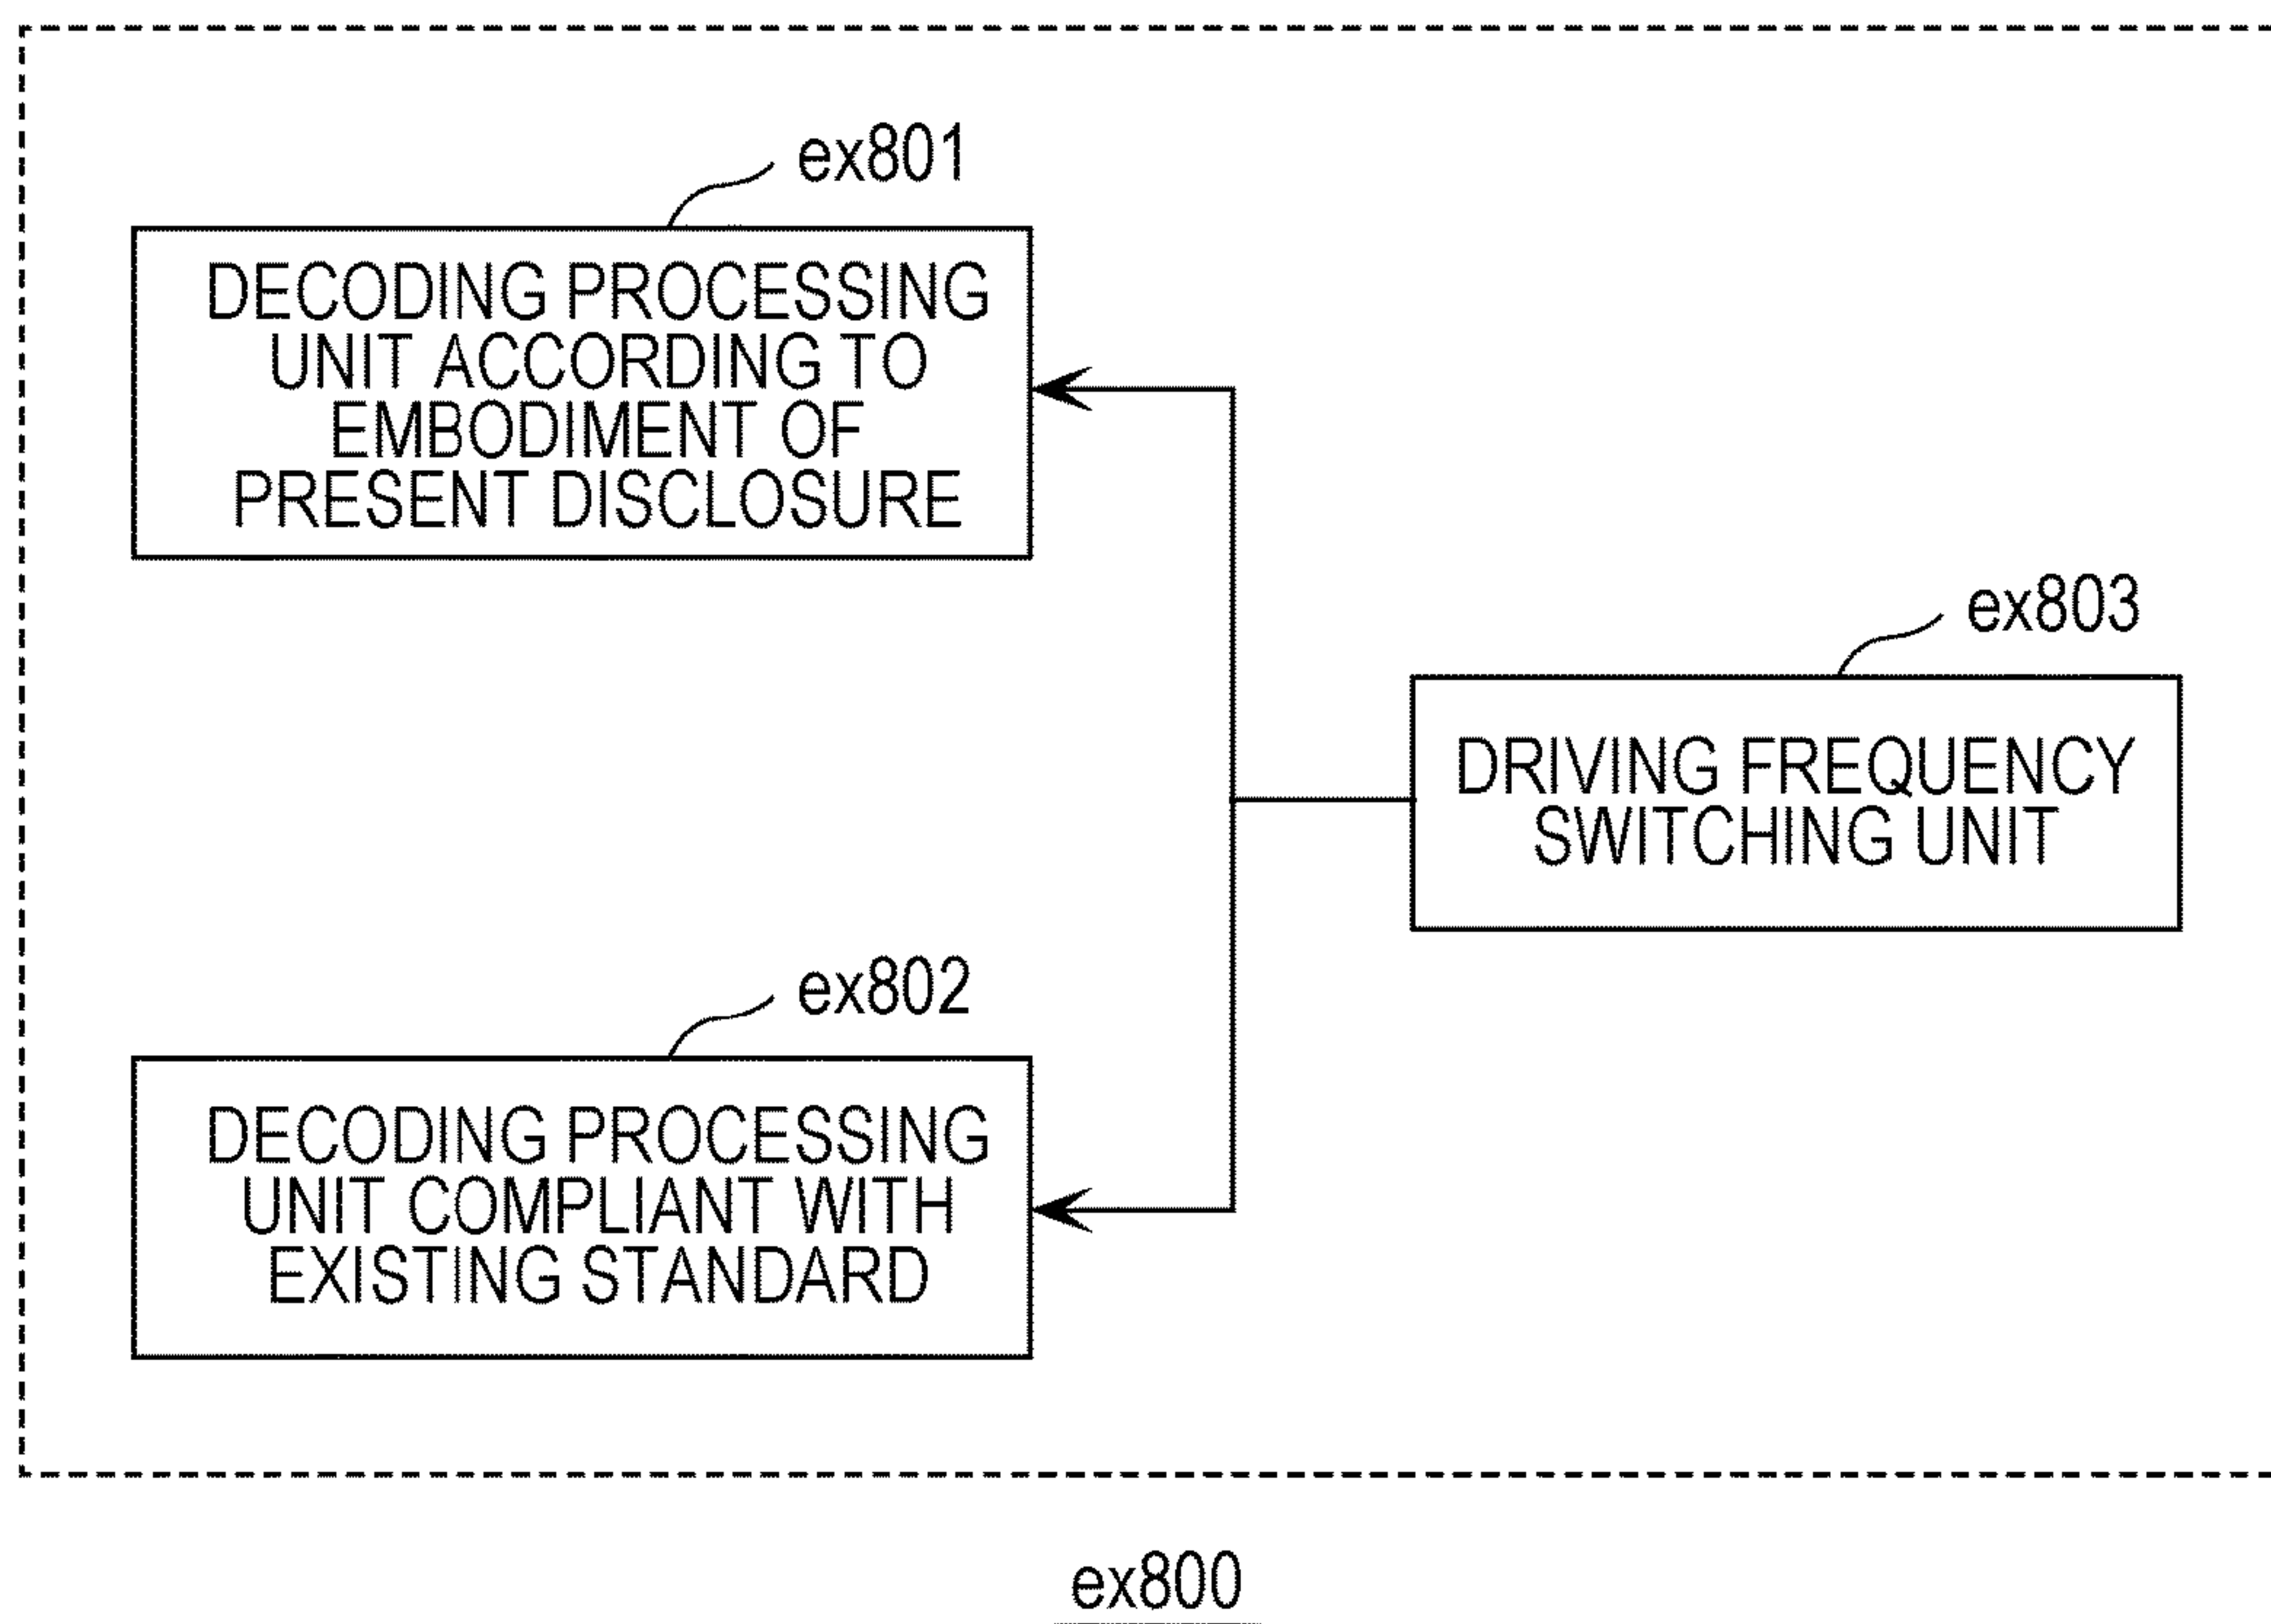 ex801
DECODING PROCESSING
UNIT ACCORDING TO
EMBODIMENT OF
PRESENT DISCLOSURE
ex803
DRIVING FREQUENCY
SWITCHING UNIT
ex802
DECODING PROCESSING
UNIT COMPLIANT WITH
EXISTING STANDARD
ex800